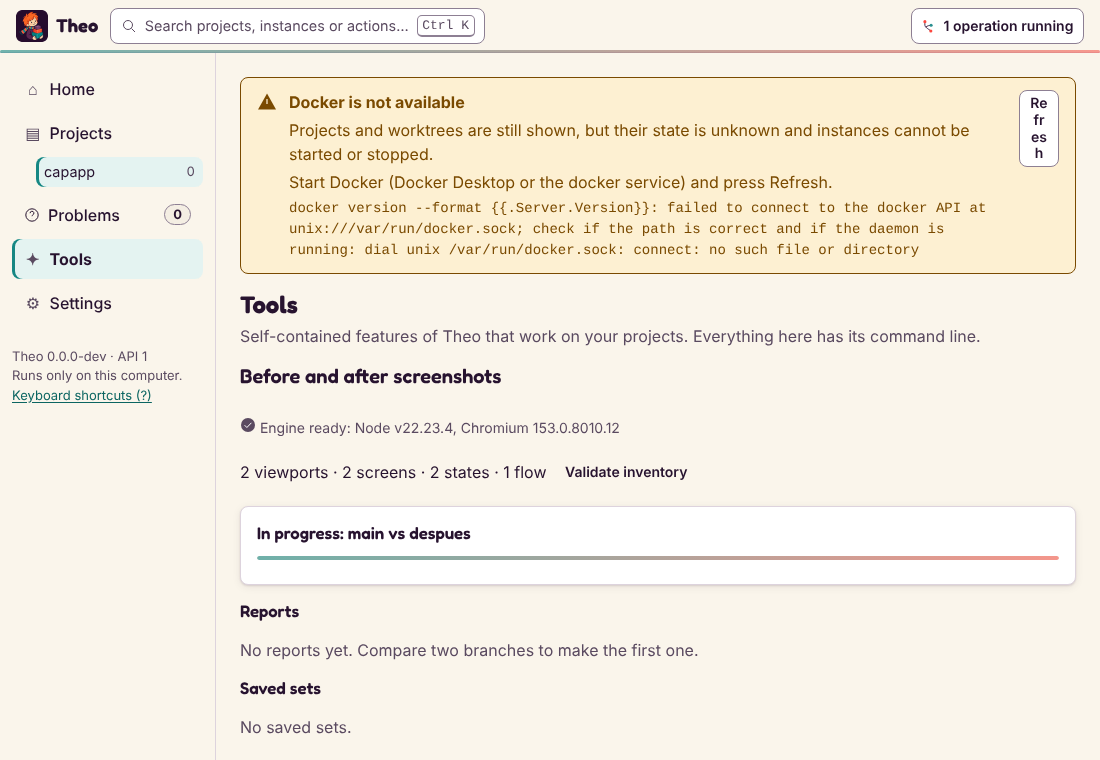 Theo
Search projects, instances or actions... Ctrl K
1 operation running
Home
Projects
capapp 0
Problems 0
Tools
Settings
Theo 0.0.0-dev · API 1
Runs only on this computer.
Keyboard shortcuts (?)
Docker is not available
Projects and worktrees are still shown, but their state is unknown and instances cannot be
started or stopped.
Start Docker (Docker Desktop or the docker service) and press Refresh.
docker version --format {{.Server.Version}}: failed to connect to the docker API at
unix:///var/run/docker.sock; check if the path is correct and if the daemon is
running: dial unix /var/run/docker.sock: connect: no such file or directory
Re
fr
es
h
Tools
Self-contained features of Theo that work on your projects. Everything here has its command line.
Before and after screenshots
Engine ready: Node v22.23.4, Chromium 153.0.8010.12
2 viewports · 2 screens · 2 states · 1 flow Validate inventory
In progress: main vs despues
Reports
No reports yet. Compare two branches to make the first one.
Saved sets
No saved sets.